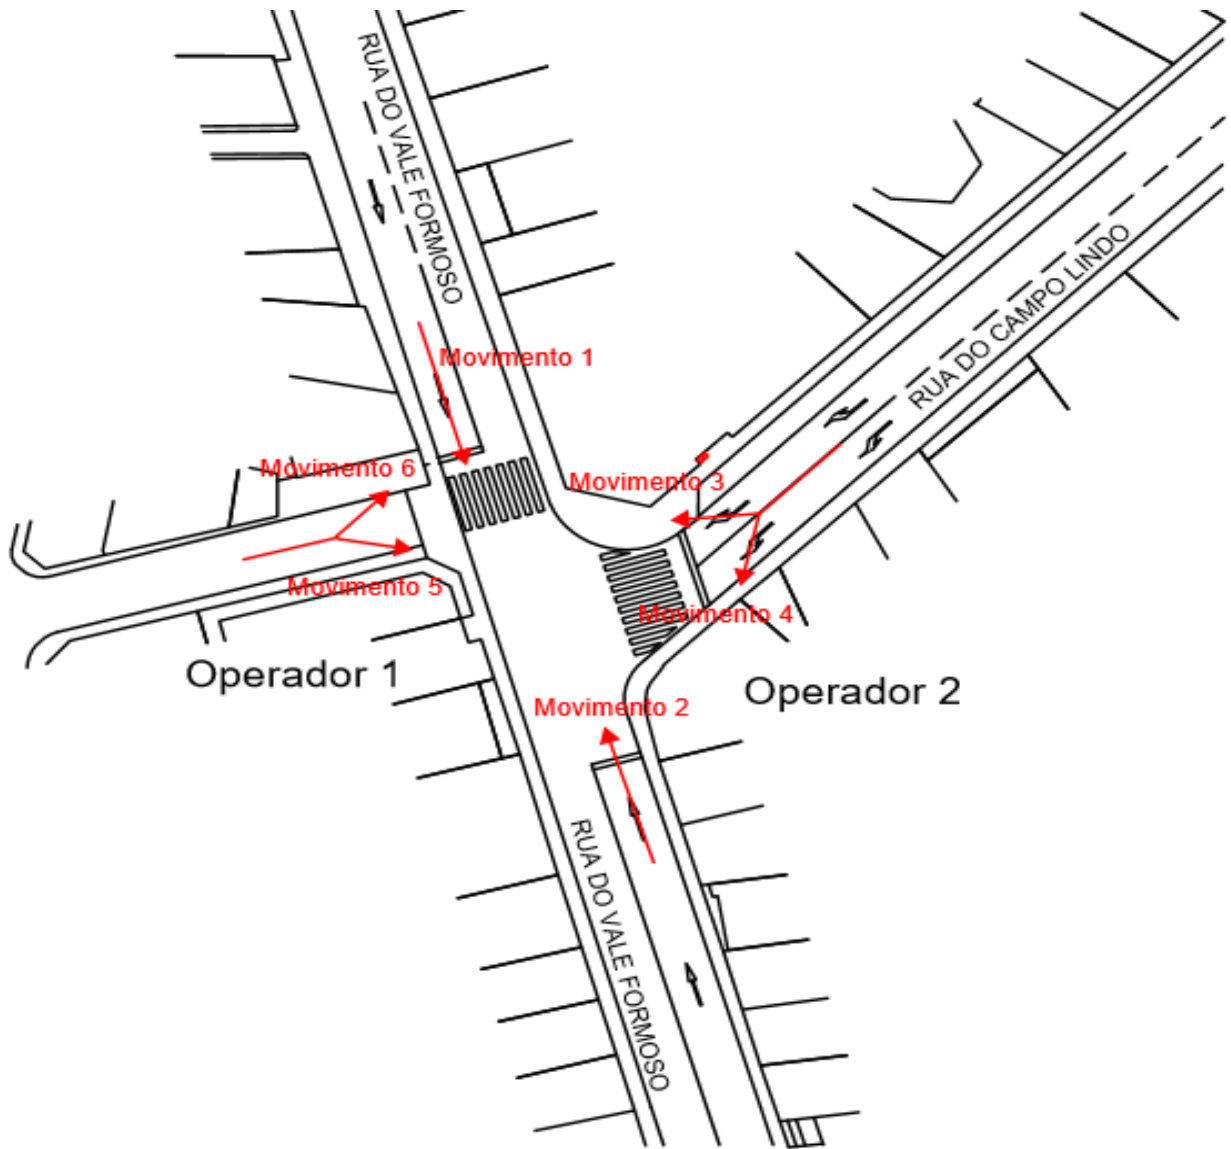 RUA DO VALE FORMOSO
RUA DO CAMPO LINDO
Movimento 1
Movimento 6
Movimento 3
Movimento 5
Movimento 4
Operador 1
Operador 2
Movimento 2
RUA DO VALE FORMOSO